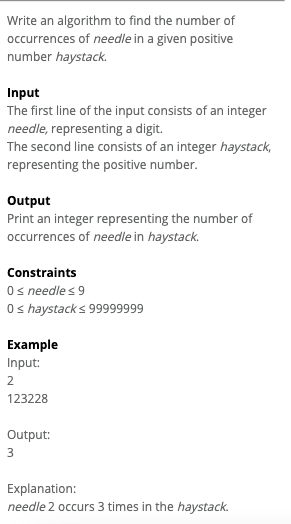 Write an algorithm to find the number of
occurrences of needle in a given positive
number haystack.
Input
The first line of the input consists of an integer
needle, representing a digit.
The second line consists of an integer haystack,
representing the positive number.
Output
Print an integer representing the number of
occurrences of needle in haystack.
Constraints
0 ≤ needle ≤ 9
0 ≤ haystack ≤ 99999999
Example
Input:
2
123228
Output:
3
Explanation:
needle 2 occurs 3 times in the haystack.